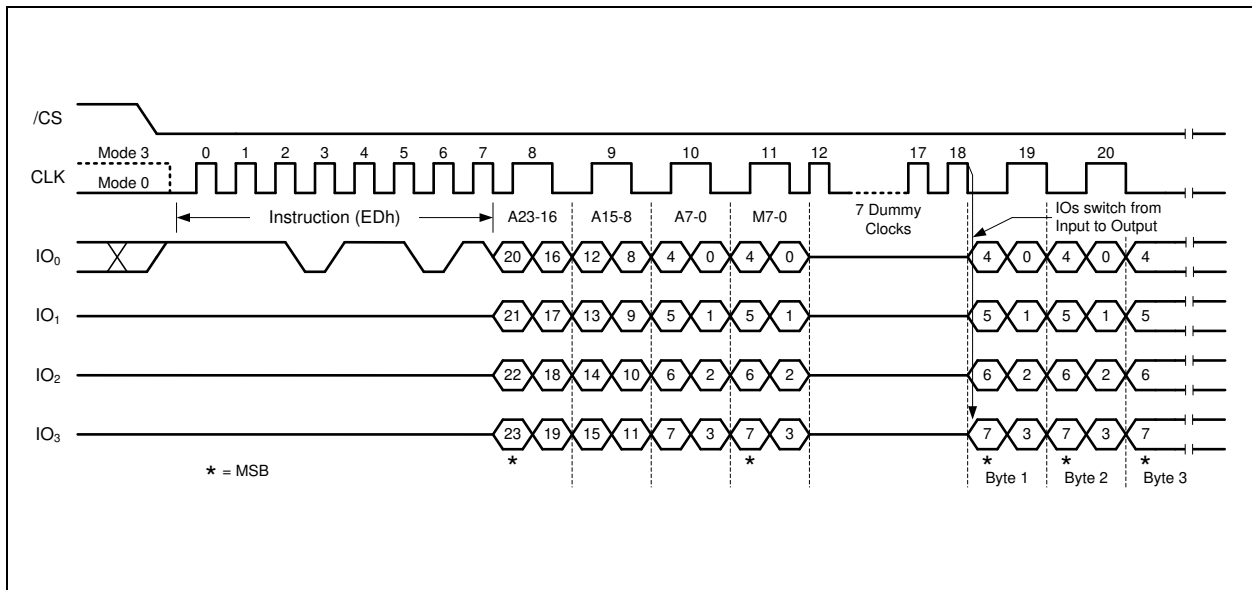 /CS
Mode 3
0 1 2 3 4 5 6 7 8 9 10 11 12 17 18 19 20
CLK
Mode 0
Instruction (EDh)
A23-16 A15-8 A7-0 M7-0
7 Dummy
Clocks
IOs switch from
Input to Output
IO0 20 16 12 8 4 0 4 0 4 0 4 0 4
IO1 21 17 13 9 5 1 5 1 5 1 5 1 5
IO2 22 18 14 10 6 2 6 2 6 2 6 2 6
IO3 23 19 15 11 7 3 7 3 7 3 7 3 7
* * * * *
* = MSB
Byte 1 Byte 2 Byte 3